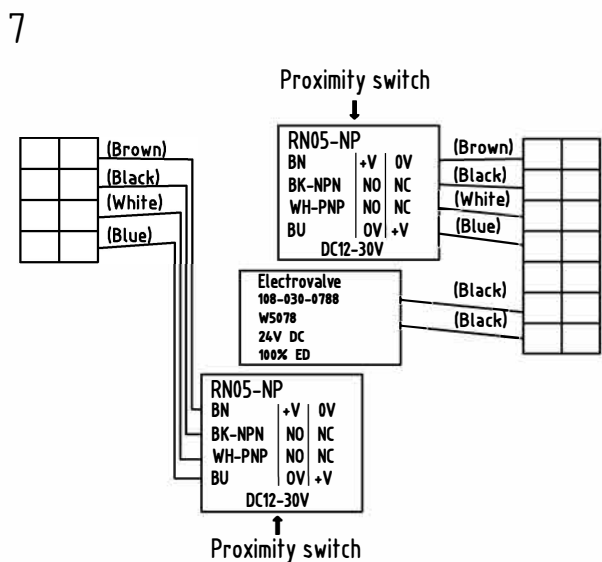 7
Proximity switch
(Brown)
(Black)
(White)
(Blue)
RN05-NP
BN +V 0V
BK-NPN NO NC
WH-PNP NO NC
BU 0V +V
DC12-30V
(Brown)
(Black)
(White)
(Blue)
Electrovalve
108-030-0788
W5078
24V DC
100% ED
(Black)
(Black)
RN05-NP
BN +V 0V
BK-NPN NO NC
WH-PNP NO NC
BU 0V +V
DC12-30V
Proximity switch